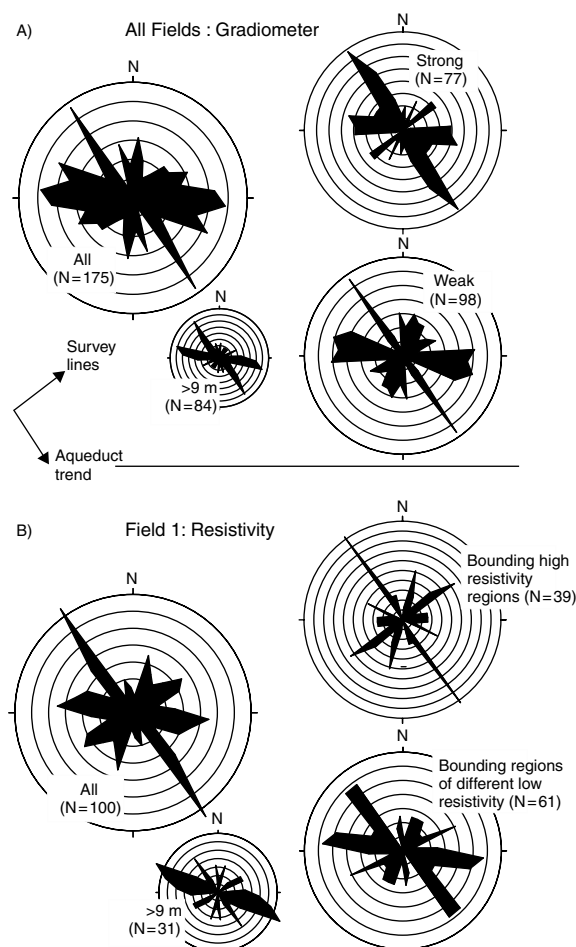 A) All Fields : Gradiometer
N
All
(N=175)
N
Strong
(N=77)
N
>9 m
(N=84)
N
Weak
(N=98)
Survey
lines
Aqueduct
trend
B) Field 1: Resistivity
N
All
(N=100)
N
Bounding high
resistivity
regions (N=39)
N
>9 m
(N=31)
N
Bounding regions
of different low
resistivity (N=61)